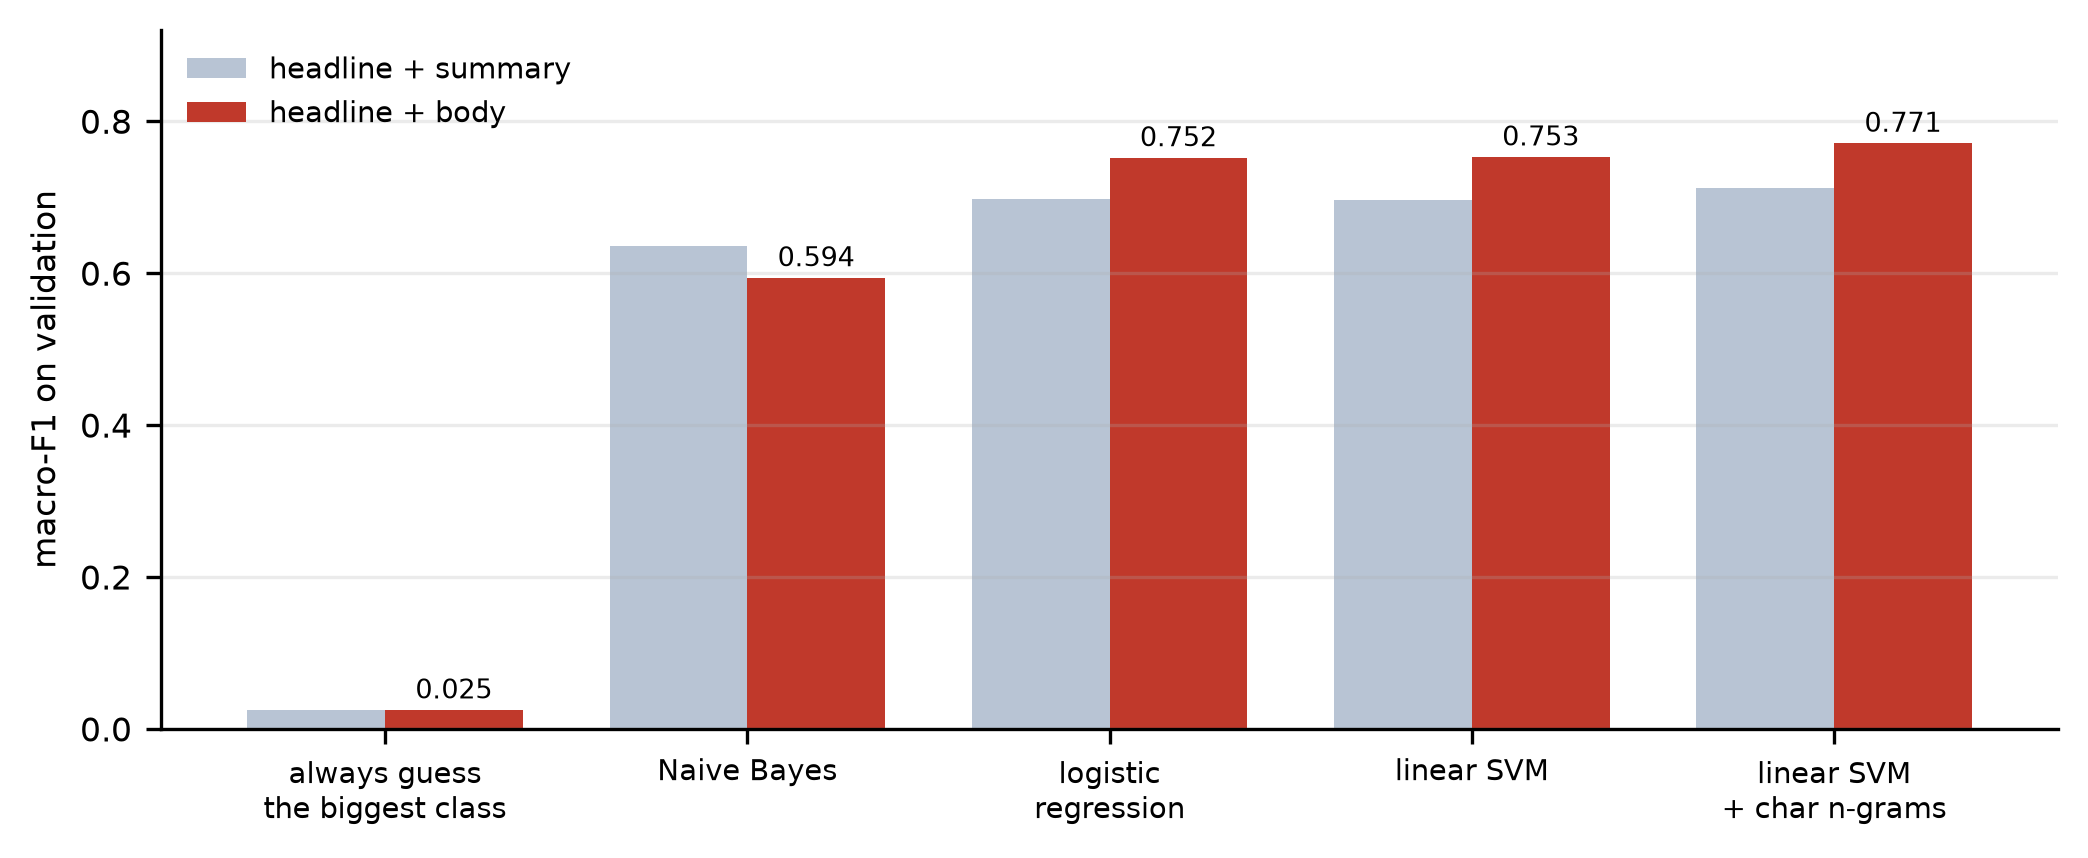 headline + summary
headline + body
macro-F1 on validation
0.8
0.6
0.4
0.2
0.0
0.025
0.594
0.752
0.753
0.771
always guess
the biggest class
Naive Bayes
logistic
regression
linear SVM
linear SVM
+ char n-grams